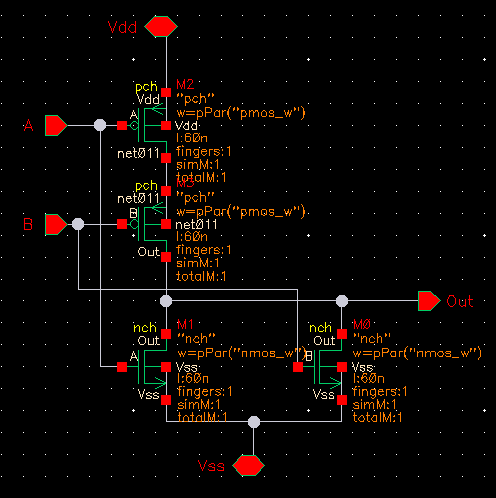 Vdd
pch M2
Vdd "pch"
A w=pPar("pmos_w")
A Vdd
l:60n
net011 fingers:1
simM:1
totalM:1
pch M3
net011 "pch"
B w=pPar("pmos_w")
B net011
l:60n
fingers:1
Out simM:1
totalM:1
Out
nch M1 nch M0
Out "nch" Out "nch"
A w=pPar("nmos_w") B w=pPar("nmos_w")
Vss Vss
l:60n l:60n
Vss fingers:1 Vss fingers:1
simM:1 simM:1
totalM:1 totalM:1
Vss